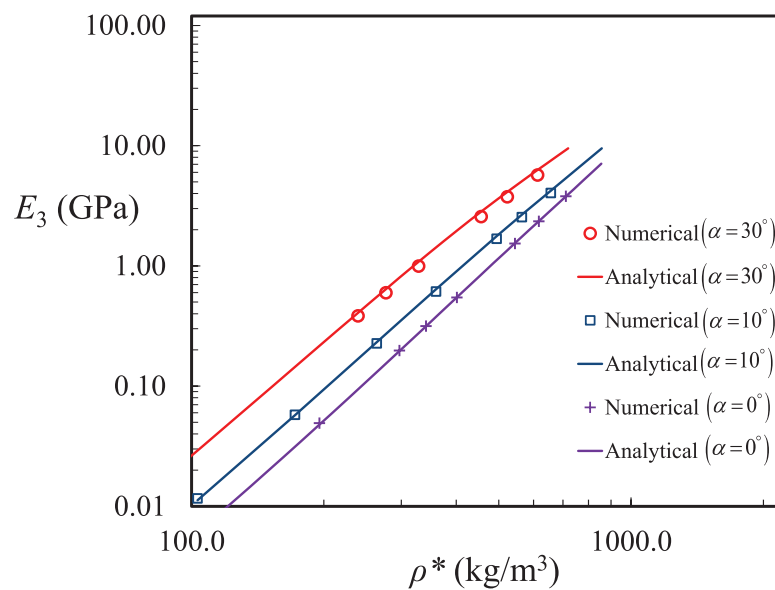 100.00
10.00
E₃ (GPa)
1.00
0.10
0.01
100.0
1000.0
ρ* (kg/m³)
Numerical (α=30°)
Analytical (α=30°)
Numerical (α=10°)
Analytical (α=10°)
Numerical (α=0°)
Analytical (α=0°)